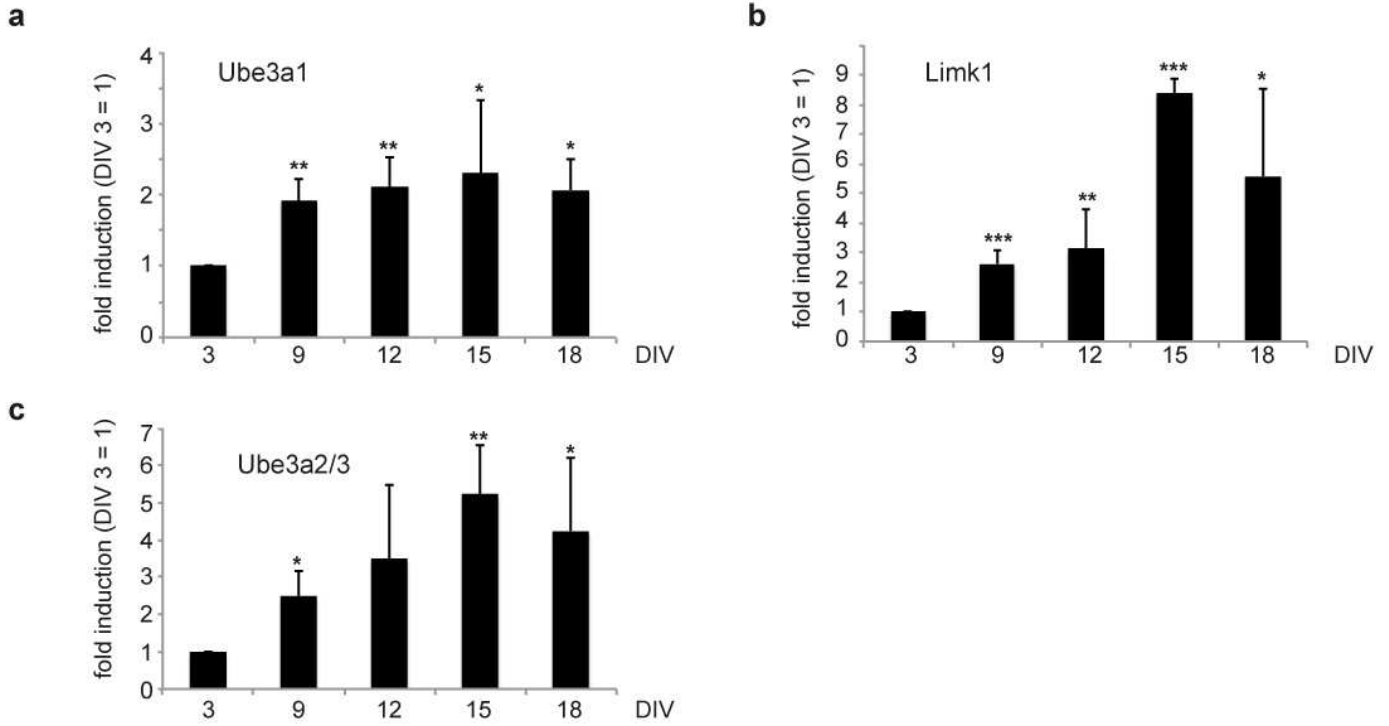 a
fold induction (DIV 3 = 1)
4
3
2
1
0
Ube3a1
**
**
*
*
3 9 12 15 18 DIV
b
fold induction (DIV 3 = 1)
9
8
7
6
5
4
3
2
1
0
Limk1
***
**
***
*
3 9 12 15 18 DIV
c
fold induction (DIV 3 = 1)
7
6
5
4
3
2
1
0
Ube3a2/3
*
**
*
3 9 12 15 18 DIV